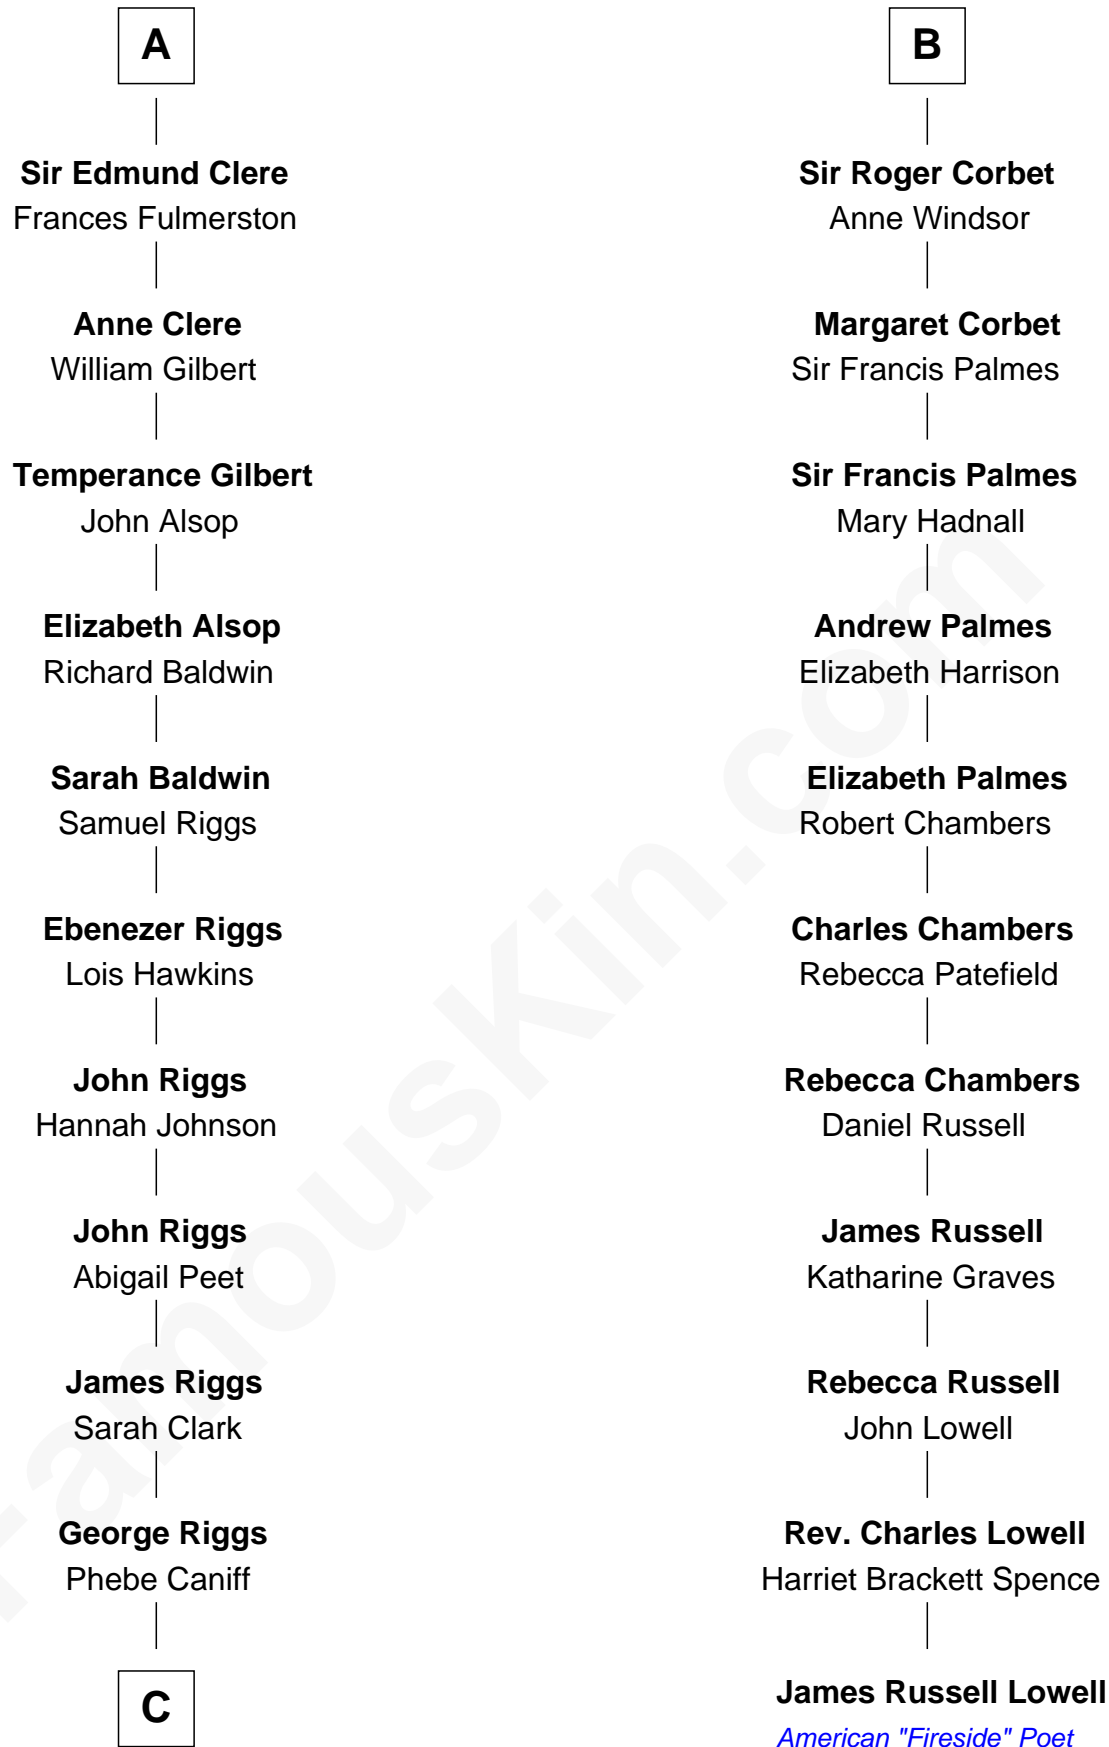 A
Sir Edmund Clere
Frances Fulmerston
Anne Clere
William Gilbert
Temperance Gilbert
John Alsop
Elizabeth Alsop
Richard Baldwin
Sarah Baldwin
Samuel Riggs
Ebenezer Riggs
Lois Hawkins
John Riggs
Hannah Johnson
John Riggs
Abigail Peet
James Riggs
Sarah Clark
George Riggs
Phebe Caniff
C
B
Sir Roger Corbet
Anne Windsor
Margaret Corbet
Sir Francis Palmes
Sir Francis Palmes
Mary Hadnall
Andrew Palmes
Elizabeth Harrison
Elizabeth Palmes
Robert Chambers
Charles Chambers
Rebecca Patefield
Rebecca Chambers
Daniel Russell
James Russell
Katharine Graves
Rebecca Russell
John Lowell
Rev. Charles Lowell
Harriet Brackett Spence
James Russell Lowell
American "Fireside" Poet
FamousKin.com